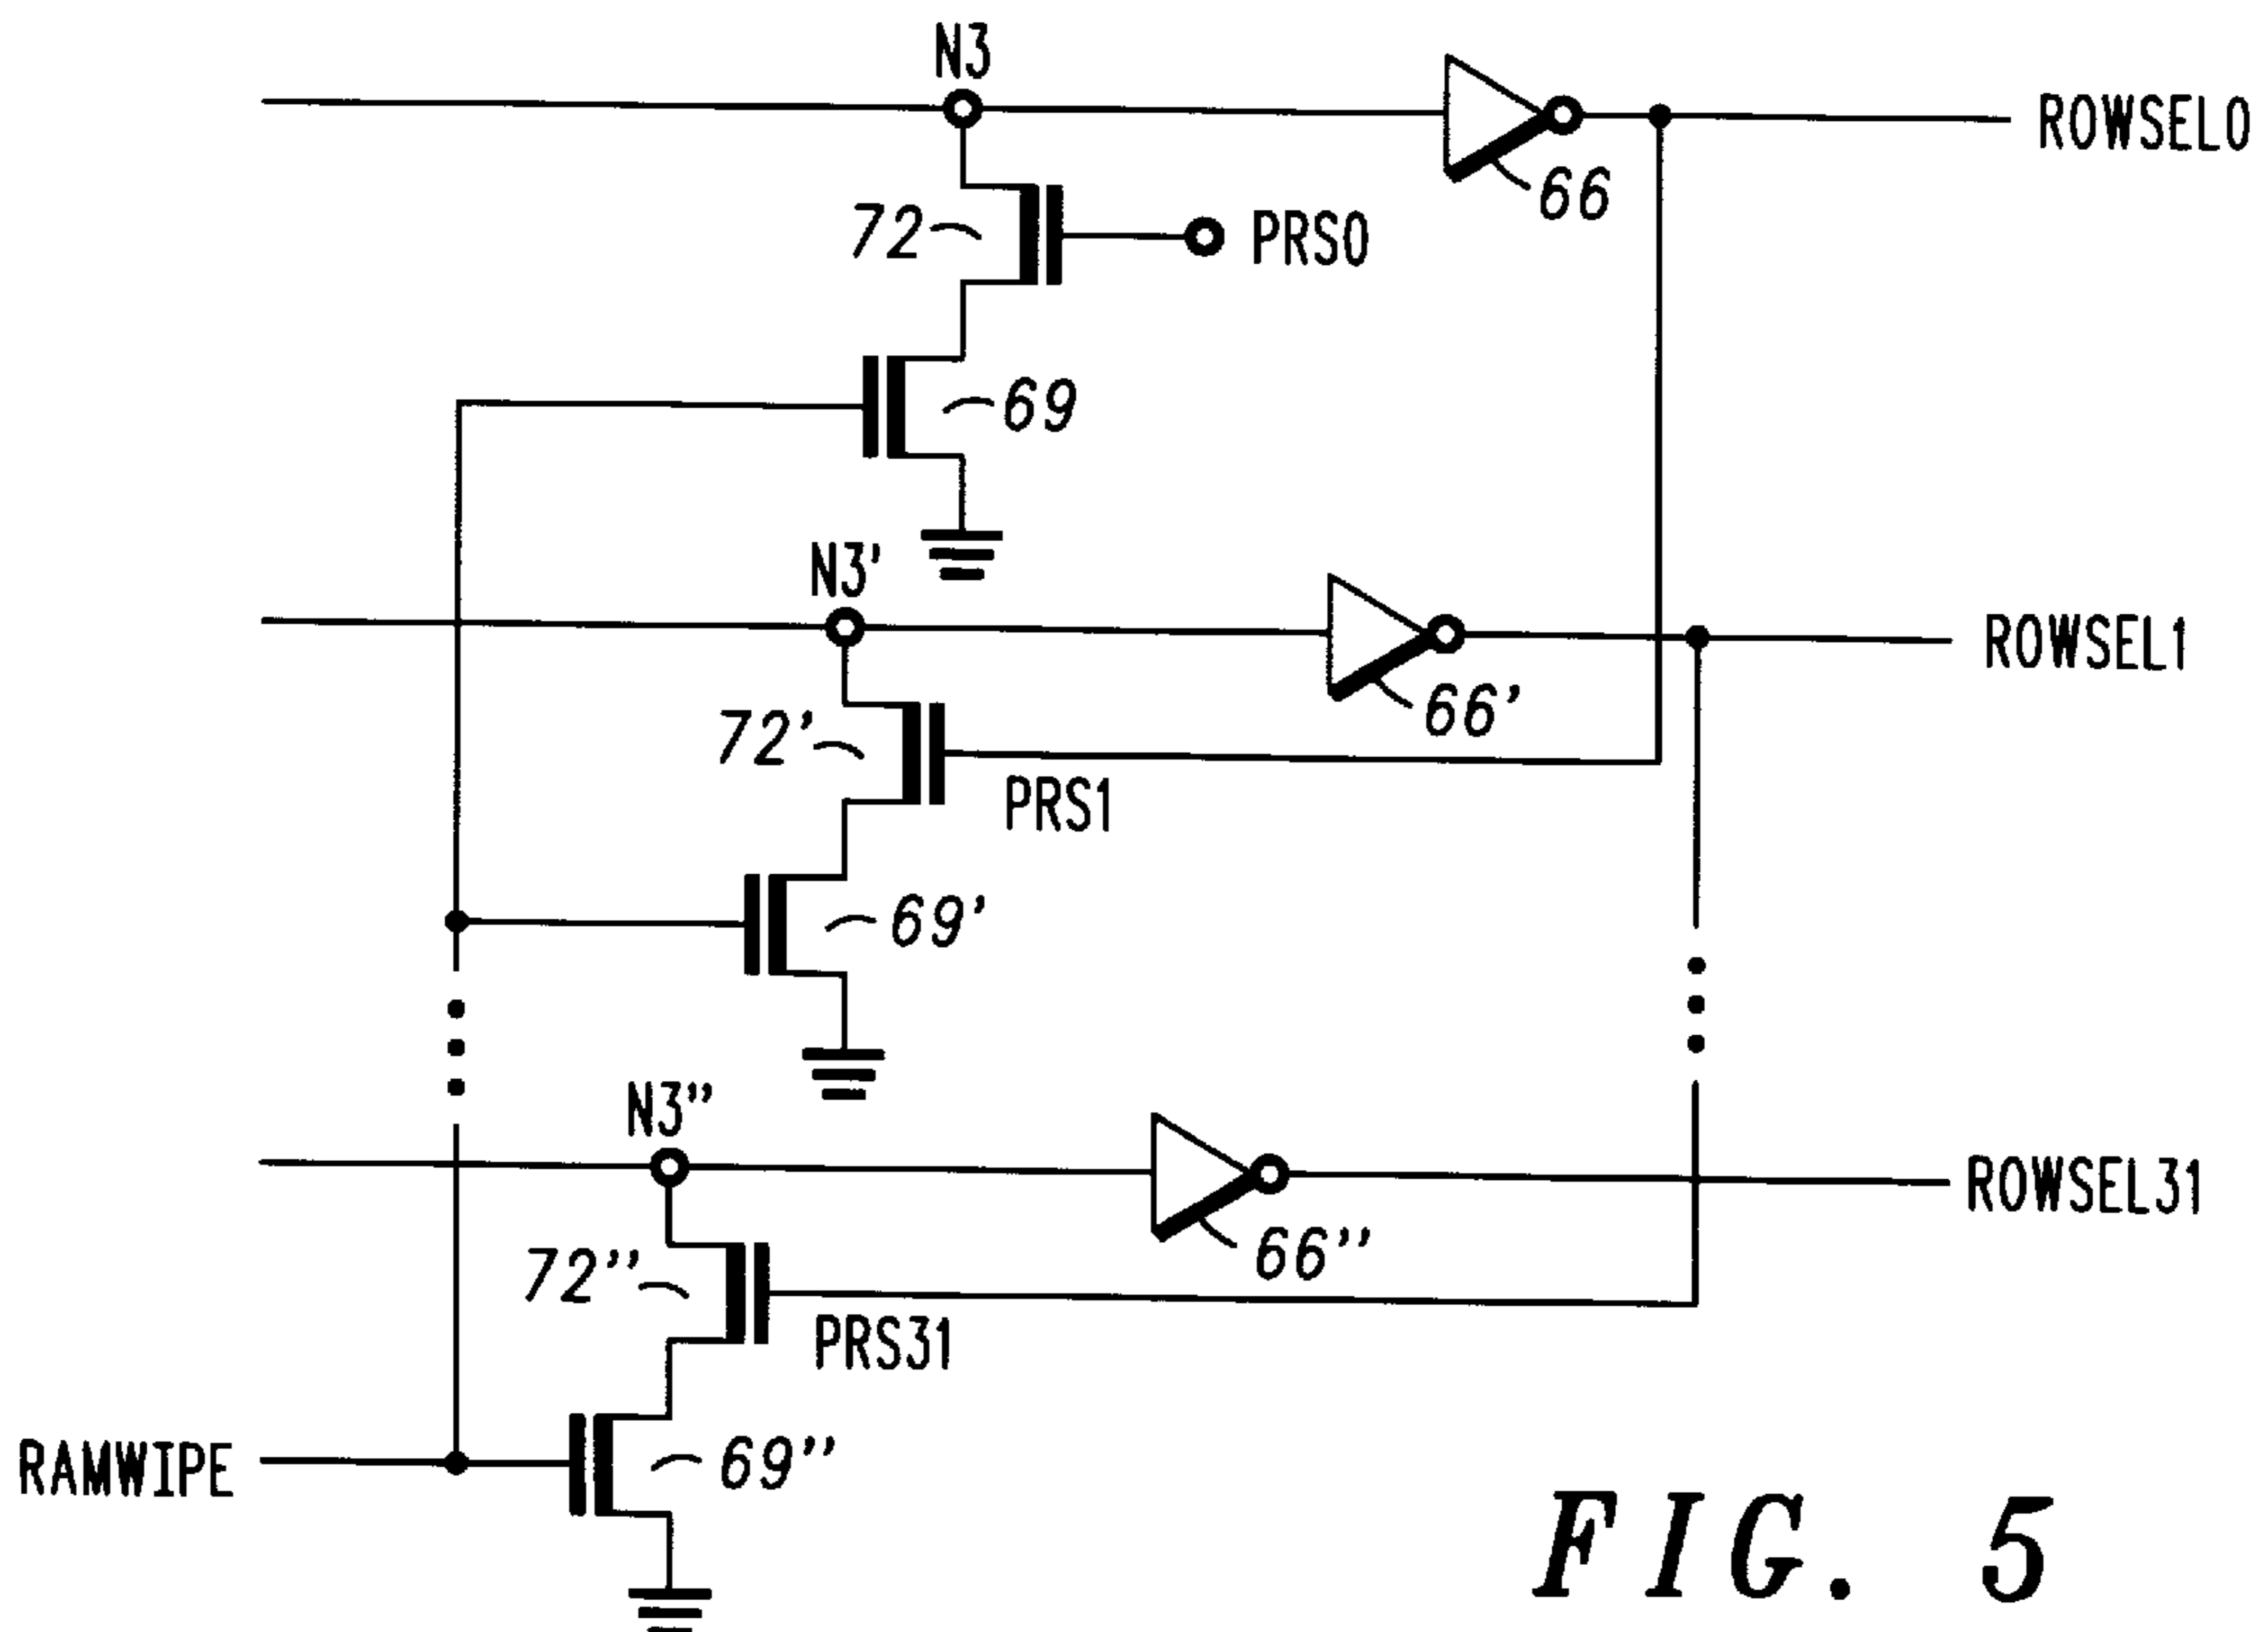 N3
ROWSEL0
66
72
PRS0
69
N3'
ROWSEL1
66'
72'
PRS1
69'
N3"
ROWSEL31
66"
72"
PRS31
RAMWIPE
69"
FIG. 5